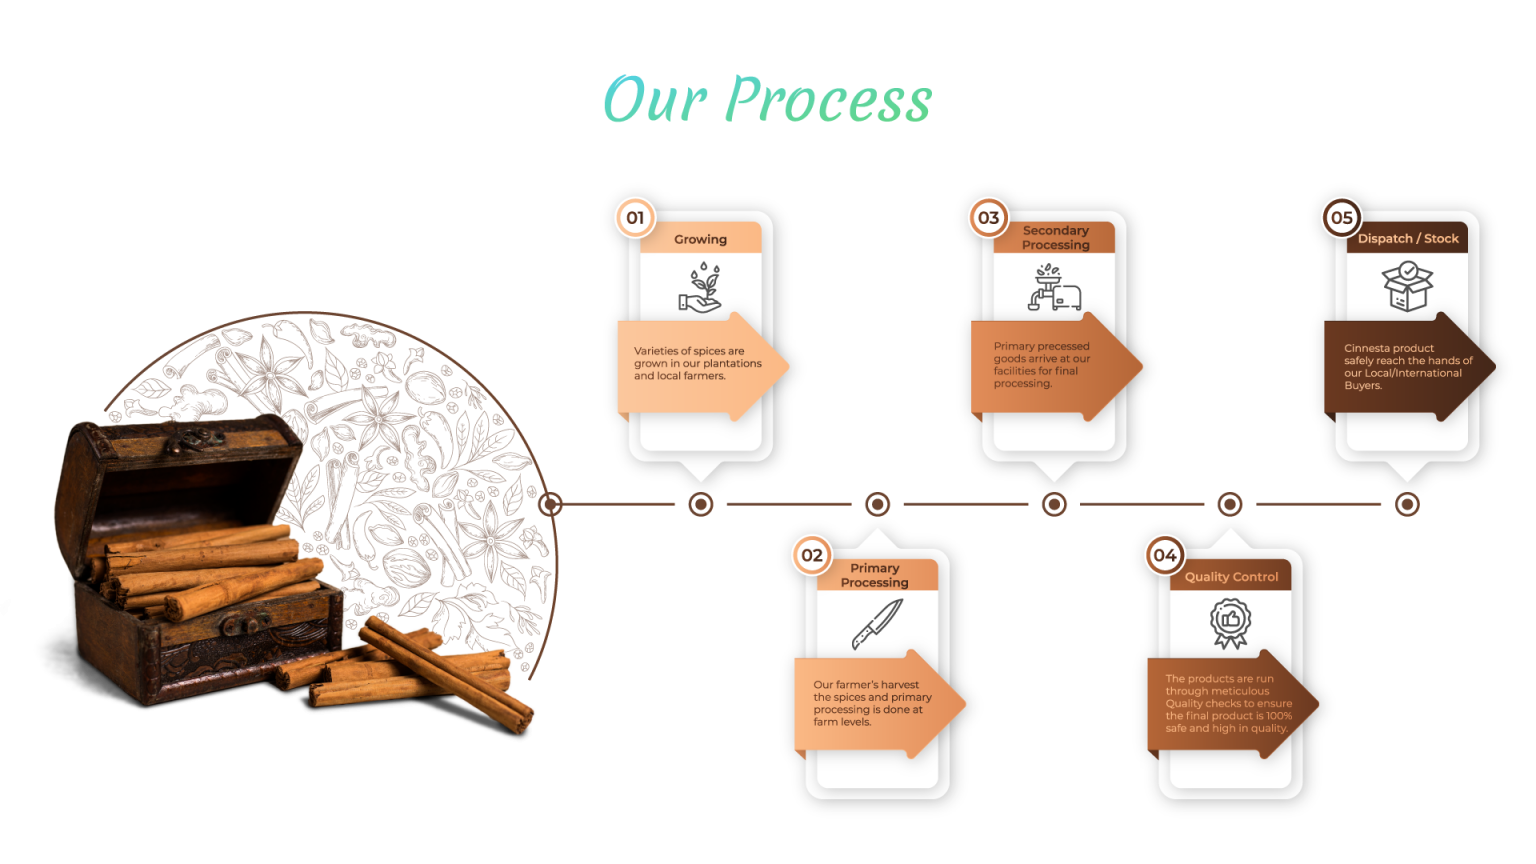 Our Process
01
Growing
Varieties of spices are
grown in our plantations
and local farmers.
02
Primary
Processing
Our farmer's harvest
the spices and primary
processing is done at
farm levels.
03
Secondary
Processing
Primary precessed
goods arrive at our
facilities for final
processing.
04
Quality Control
The products are run
through meticulous
Quality checks to ensure
the final product is 100%
safe and high in quality.
05
Dispatch / Stock
Cinnesta product
safely reach the hands of
our Local/International
Buyers.